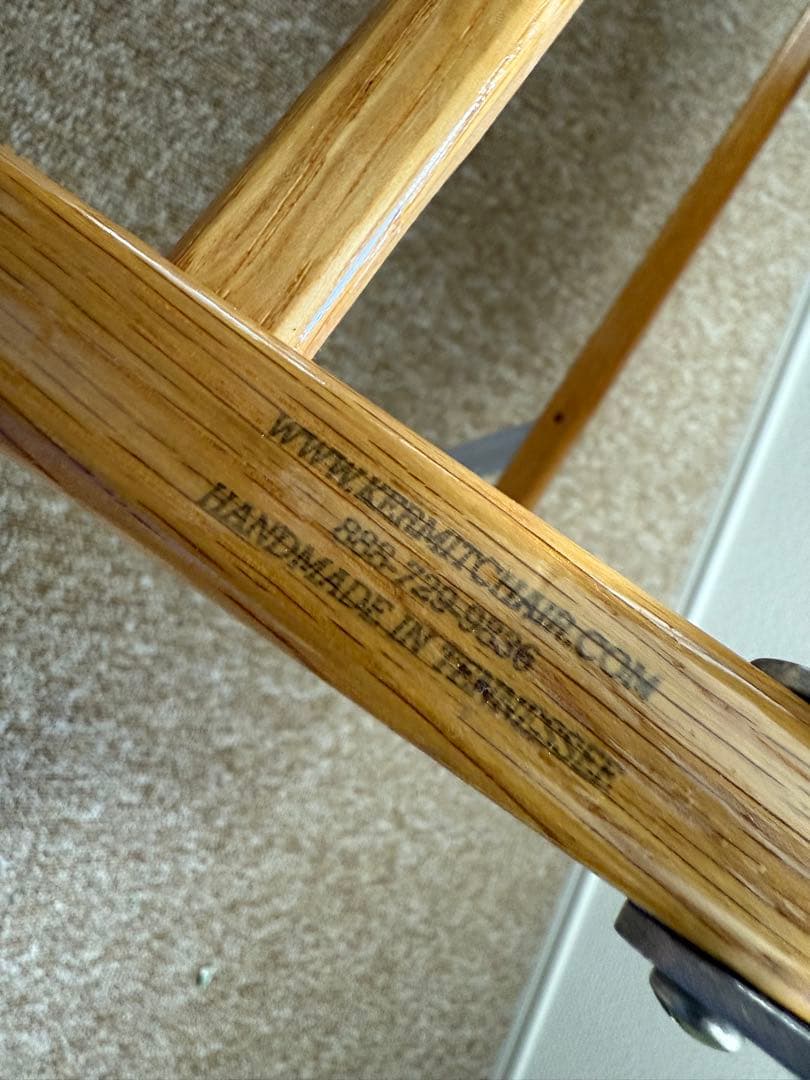 WWW.KERMITCHAIR.COM
888-729-9836
HANDMADE IN TENNESSEE